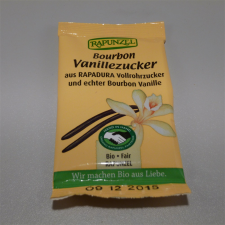 RAPUNZEL
Bourbon
Vanillezucker
aus RAPADURA Vollrohrzucker
und echter Bourbon Vanille
Bio • Fair
RAPUNZEL
Wir machen Bio aus Liebe.
09 12 2015